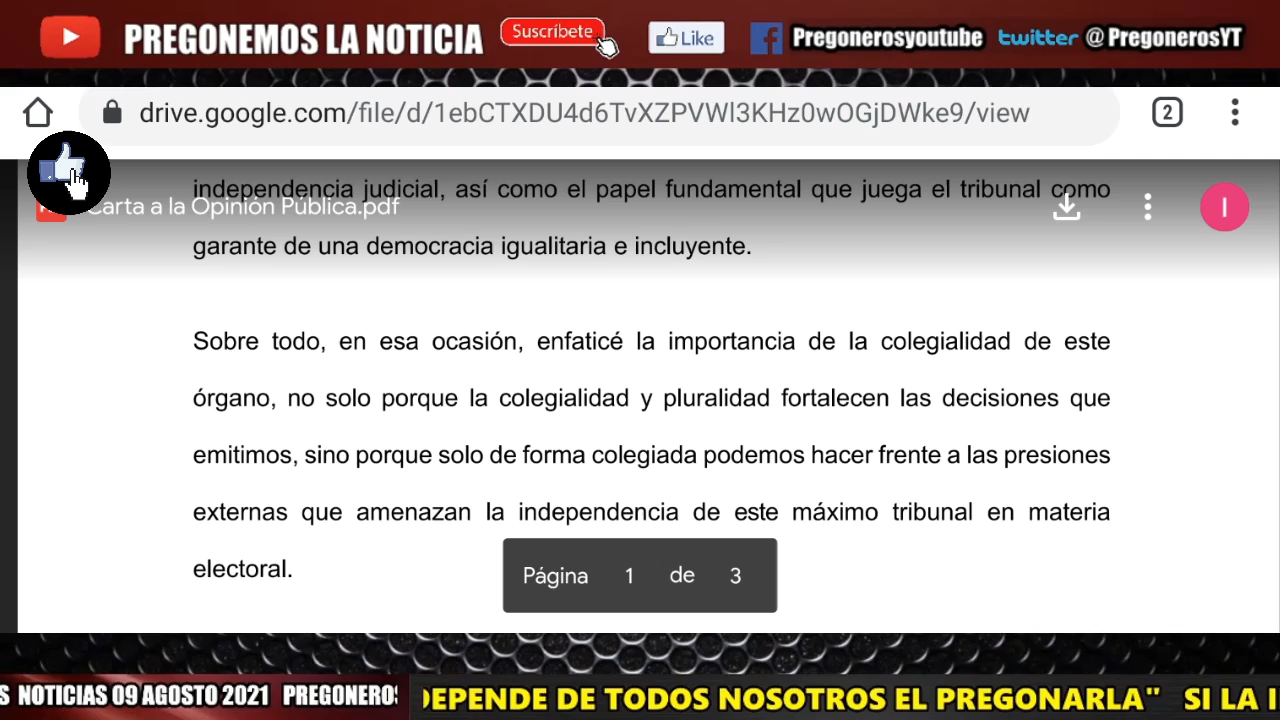 PREGONEMOS LA NOTICIA Suscríbete Like Pregonerosyoutube twitter @PregonerosYT
drive.google.com/file/d/1ebCTXDU4d6TvXZPVWl3KHz0wOGjDWke9/view 2
independencia judicial, así como el papel fundamental que juega el tribunal como
Carta a la Opinión Pública.pdf I
garante de una democracia igualitaria e incluyente.
Sobre todo, en esa ocasión, enfaticé la importancia de la colegialidad de este
órgano, no solo porque la colegialidad y pluralidad fortalecen las decisiones que
emitimos, sino porque solo de forma colegiada podemos hacer frente a las presiones
externas que amenazan la independencia de este máximo tribunal en materia
electoral.
Página 1 de 3
S NOTICIAS 09 AGOSTO 2021 PREGONEROS DEPENDE DE TODOS NOSOTROS EL PREGONARLA" SI LA